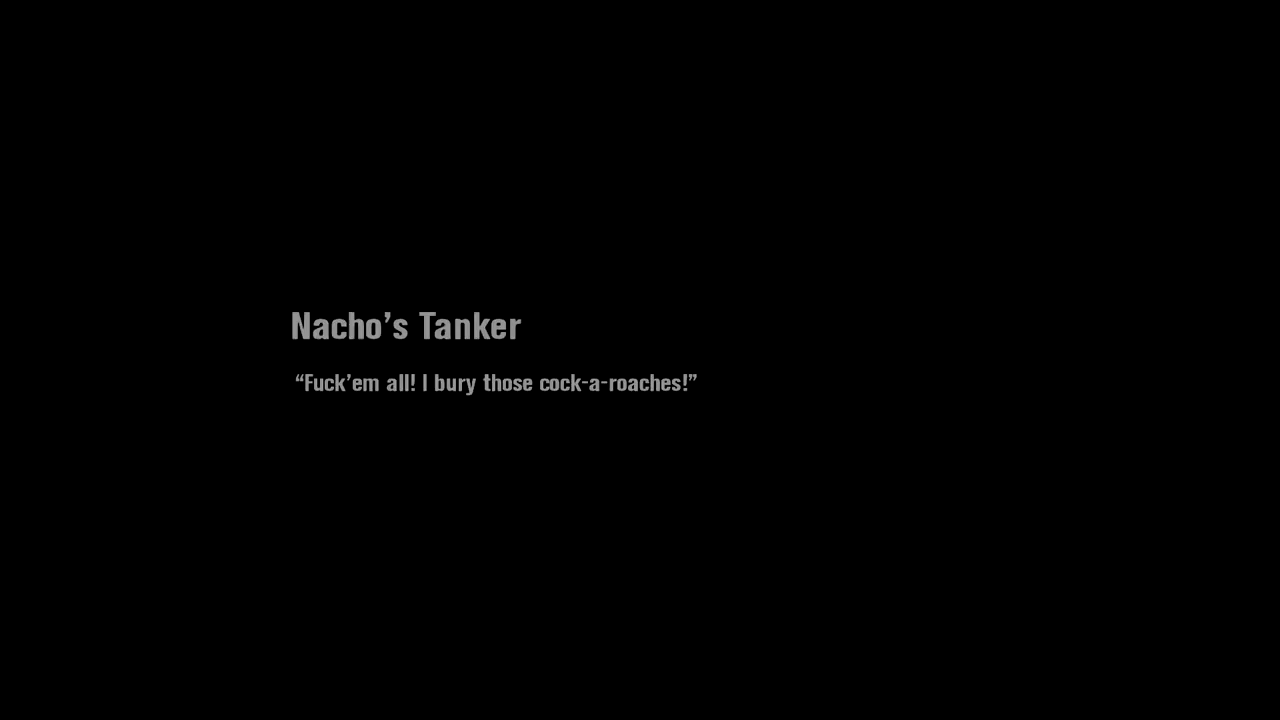 Nacho’s Tanker
“Fuck’em all! I bury those cock-a-roaches!”